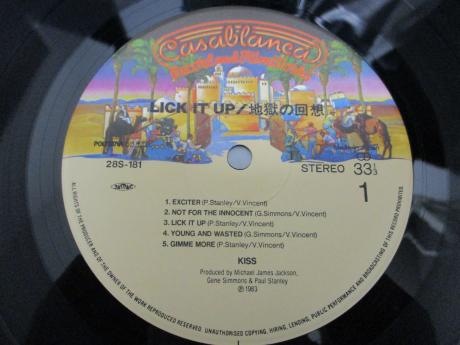 Casablanca
Record and FilmWorks
LICK IT UP/地獄の回想
28S-181
STEREO 33⅓
1
1. EXCITER (P.Stanley/V.Vincent)
2. NOT FOR THE INNOCENT (G.Simmons/V.Vincent)
3. LICK IT UP (P.Stanley/V.Vincent)
4. YOUNG AND WASTED (G.Simmons/V.Vincent)
5. GIMME MORE (P.Stanley/V.Vincent)
KISS
Produced by Michael James Jackson,
Gene Simmons & Paul Stanley
℗1983
ALL RIGHTS OF THE PRODUCER AND OF THE OWNER OF THE WORK REPRODUCED RESERVED. UNAUTHORISED COPYING, HIRING, LENDING, PUBLIC PERFORMANCE AND BROADCASTING OF THIS RECORD PROHIBITED.